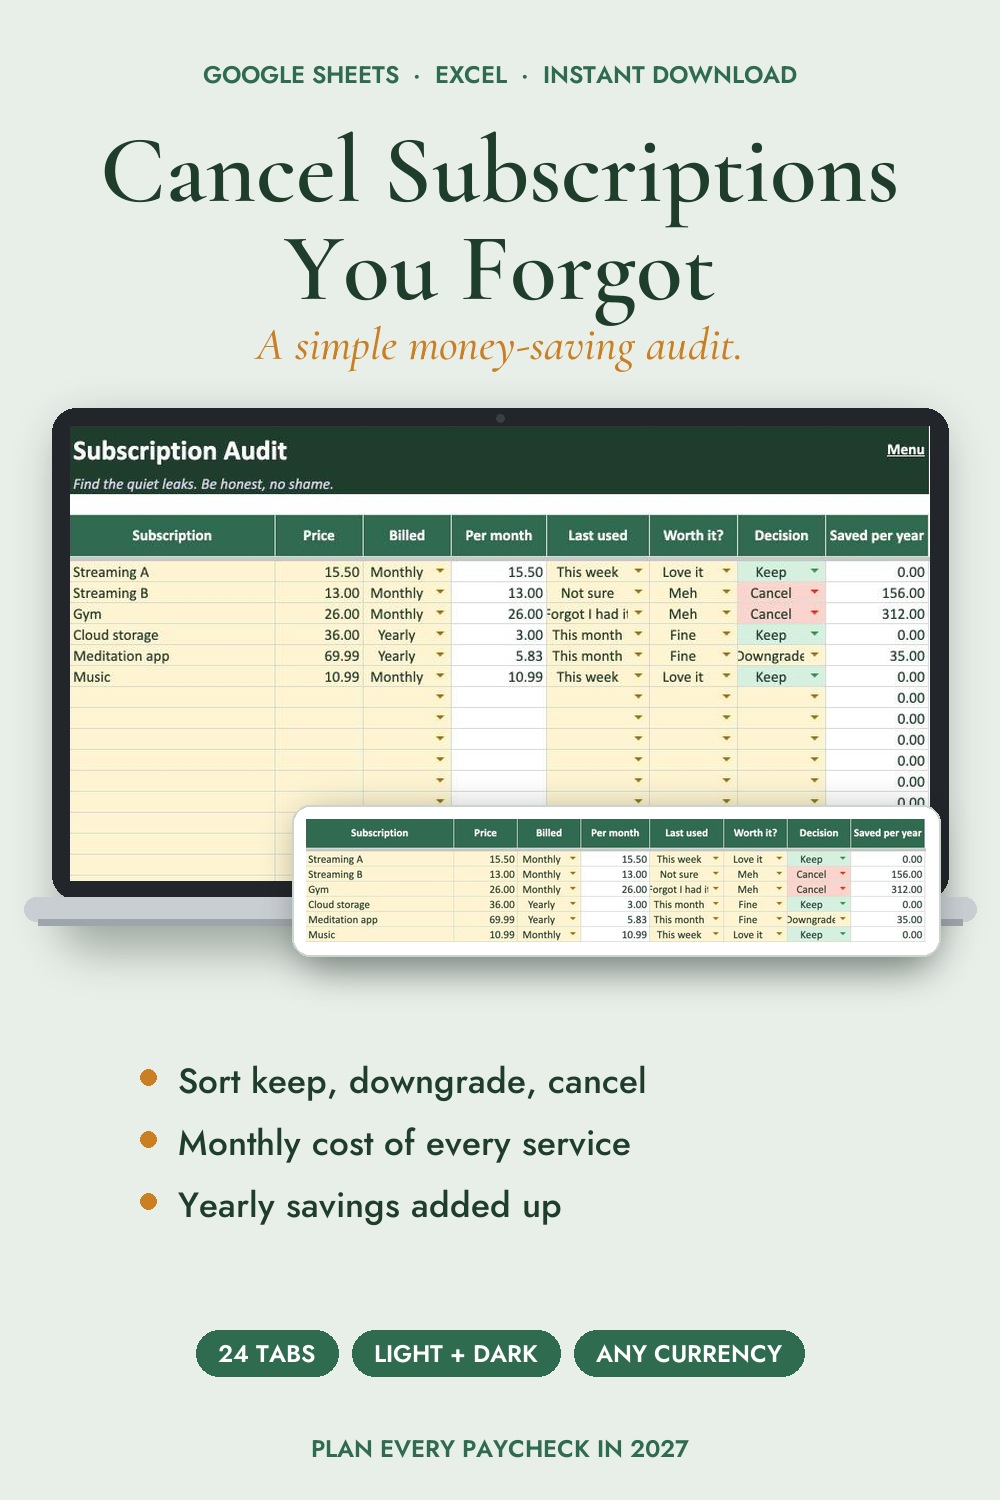 GOOGLE SHEETS · EXCEL · INSTANT DOWNLOAD
Cancel Subscriptions
You Forgot
A simple money-saving audit.
Subscription Audit Menu
Find the quiet leaks. Be honest, no shame.
Subscription Price Billed Per month Last used Worth it? Decision Saved per year
Streaming A 15.50 Monthly 15.50 This week Love it Keep 0.00
Streaming B 13.00 Monthly 13.00 Not sure Meh Cancel 156.00
Gym 26.00 Monthly 26.00 Forgot I had it Meh Cancel 312.00
Cloud storage 36.00 Yearly 3.00 This month Fine Keep 0.00
Meditation app 69.99 Yearly 5.83 This month Fine Downgrade 35.00
Music 10.99 Monthly 10.99 This week Love it Keep 0.00
0.00
0.00
0.00
0.00
0.00
0.00
Subscription Price Billed Per month Last used Worth it? Decision Saved per year
Streaming A 15.50 Monthly 15.50 This week Love it Keep 0.00
Streaming B 13.00 Monthly 13.00 Not sure Meh Cancel 156.00
Gym 26.00 Monthly 26.00 Forgot I had it Meh Cancel 312.00
Cloud storage 36.00 Yearly 3.00 This month Fine Keep 0.00
Meditation app 69.99 Yearly 5.83 This month Fine Downgrade 35.00
Music 10.99 Monthly 10.99 This week Love it Keep 0.00
Sort keep, downgrade, cancel
Monthly cost of every service
Yearly savings added up
24 TABS LIGHT + DARK ANY CURRENCY
PLAN EVERY PAYCHECK IN 2027